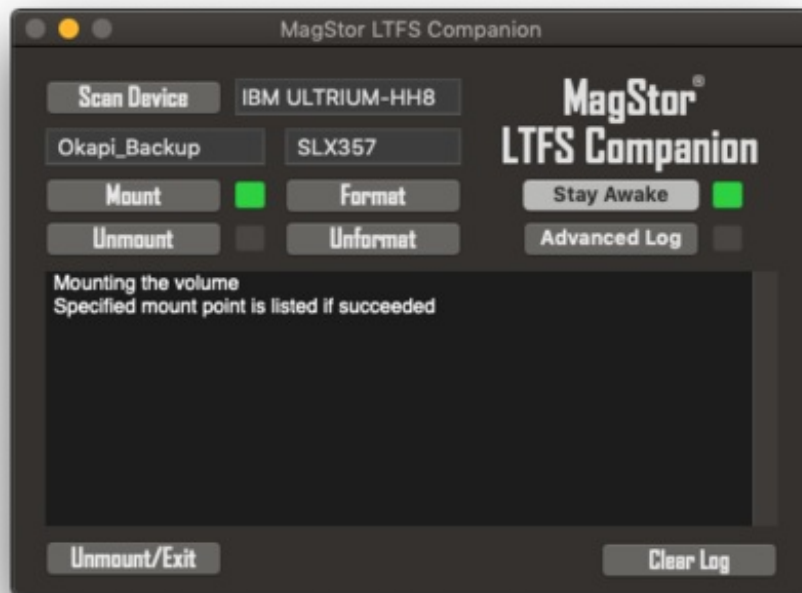 MagStor LTFS Companion
Scan Device
IBM ULTRIUM-HH8
MagStor®
LTFS Companion
Okapi_Backup
SLX357
Mount
Format
Stay Awake
Unmount
Unformat
Advanced Log
Mounting the volume
Specified mount point is listed if succeeded
Unmount/Exit
Clear Log